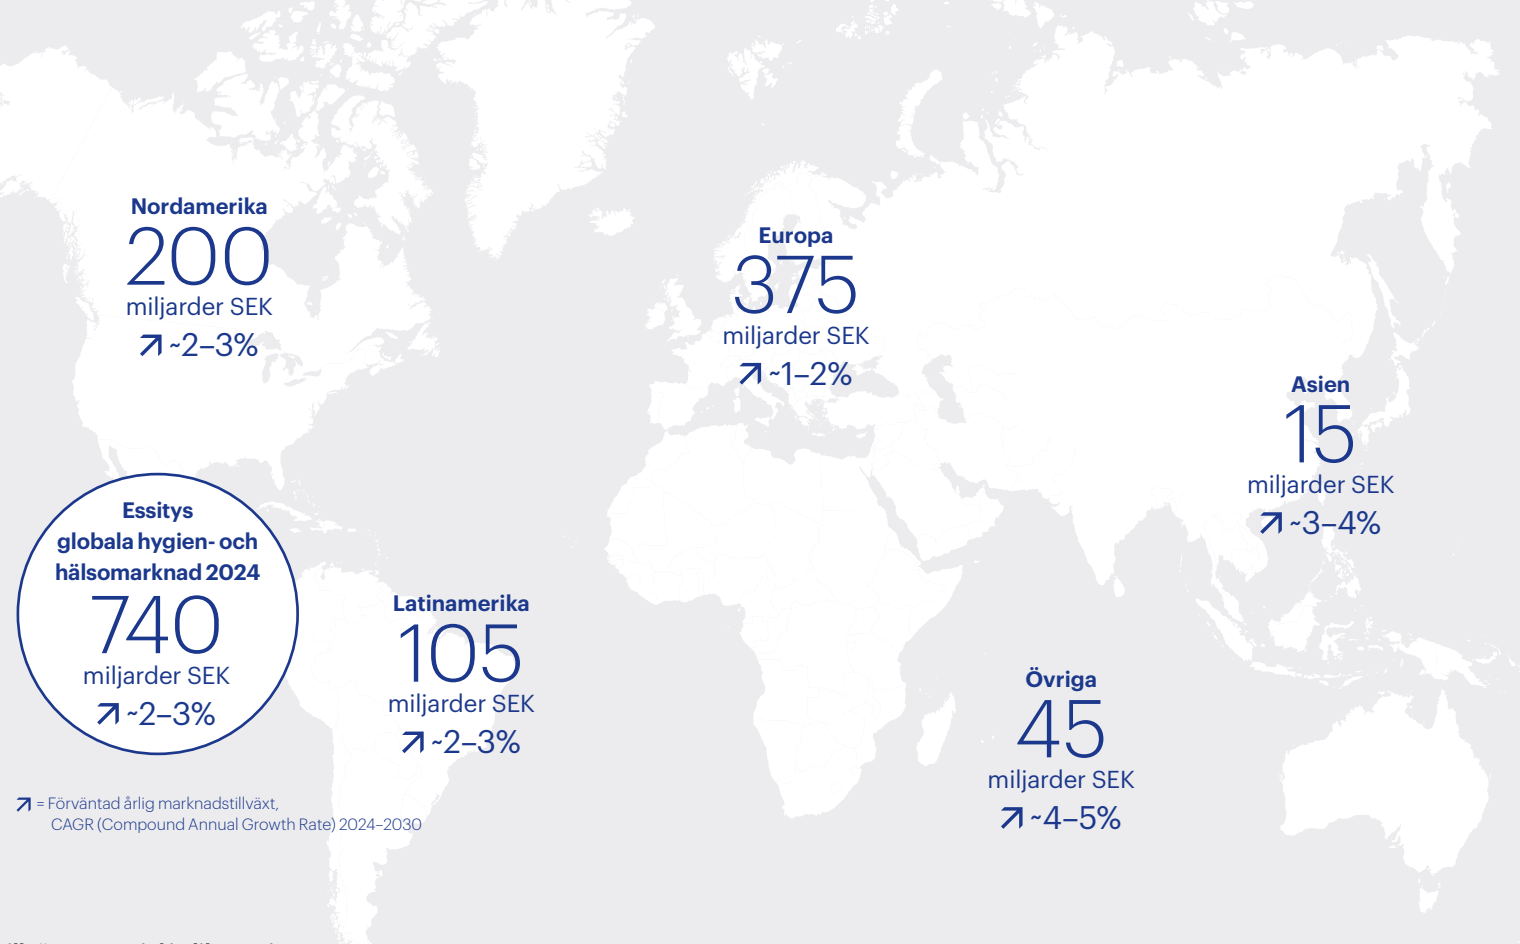 Nordamerika
200
miljarder SEK
~2–3%
Europa
375
miljarder SEK
~1–2%
Asien
15
miljarder SEK
~3–4%
Essitys
globala hygien- och
hälsomarknad 2024
740
miljarder SEK
~2–3%
Latinamerika
105
miljarder SEK
~2–3%
Övriga
45
miljarder SEK
~4–5%
= Förväntad årlig marknadstillväxt,
CAGR (Compound Annual Growth Rate) 2024–2030